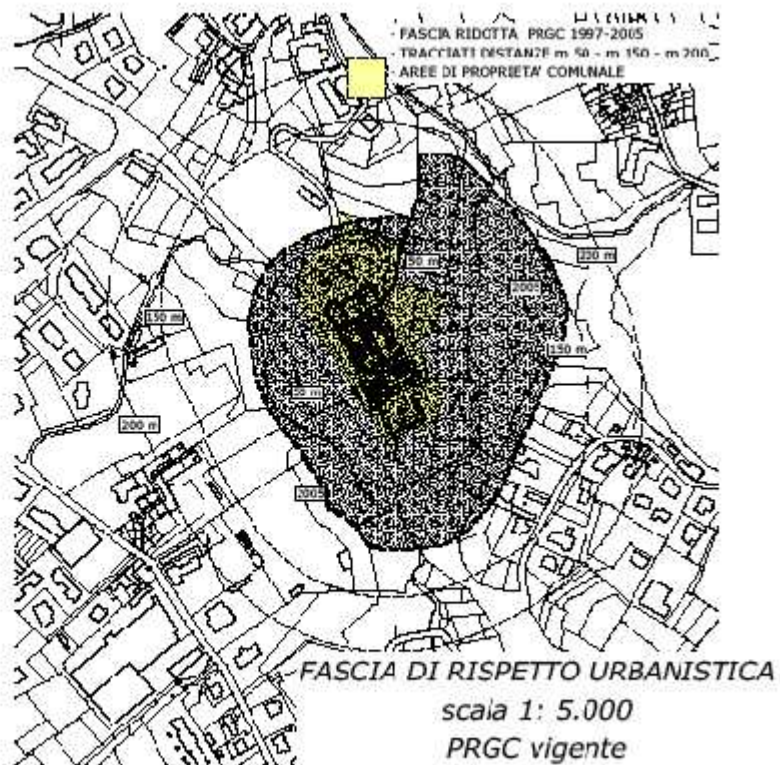 - FASCIA RIDOTTA PRGC 1997-2005
- TRACCIATI DISTANZE m 50 - m 150 - m 200
- AREE DI PROPRIETA' COMUNALE
50 m
200 m
2005
150 m
150 m
50 m
200 m
2005
FASCIA DI RISPETTO URBANISTICA
scala 1: 5.000
PRGC vigente